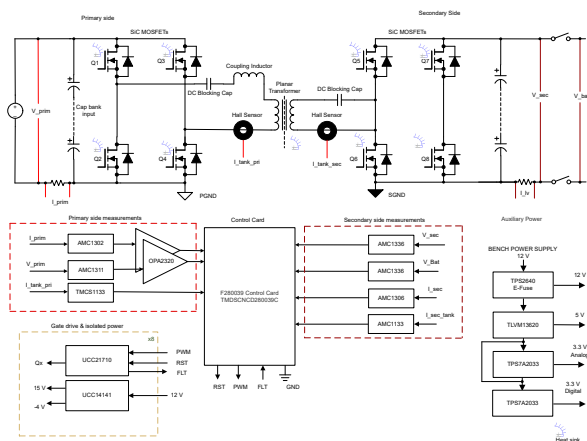 Primary side
Secondary Side
SiC MOSFETs
SiC MOSFETs
Q1
Q3
Coupling Inductor
Planar
Transformer
Q5
Q7
V_prim
Cap bank
input
DC Blocking Cap
DC Blocking Cap
V_sec
V_Bat
Hall Sensor
Hall Sensor
Q2
Q4
I_tank_pri
I_tank_sec
Q6
Q8
I_prim
PGND
SGND
I_lv
Primary side measurements
Control Card
Secondary side measurements
Auxiliary Power
I_prim
AMC1302
OPA2320
V_prim
AMC1311
I_tank_pri
TMCS1133
F280039 Control Card
TMDSCNCD280039C
V_sec
AMC1336
V_Bat
AMC1336
I_sec
AMC1306
I_sec_tank
AMC1133
BENCH POWER SUPPLY
12 V
TPS2640
E-Fuse
12 V
TLVM13620
5 V
TPS7A2033
3.3 V
Analog
TPS7A2033
3.3 V
Digital
Gate drive & isolated power
x8
Qx
UCC21710
PWM
RST
FLT
15 V
-4 V
UCC14141
12 V
RST
PWM
FLT
GND
Heat sink